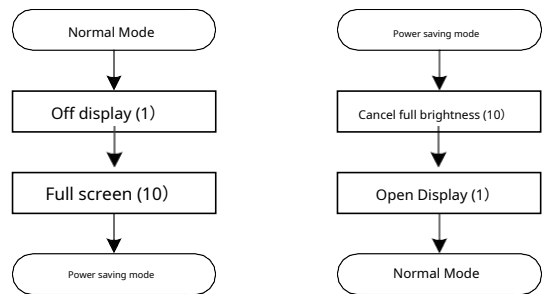 Normal Mode
Off display (1)
Full screen (10)
Power saving mode
Power saving mode
Cancel full brightness (10)
Open Display (1)
Normal Mode